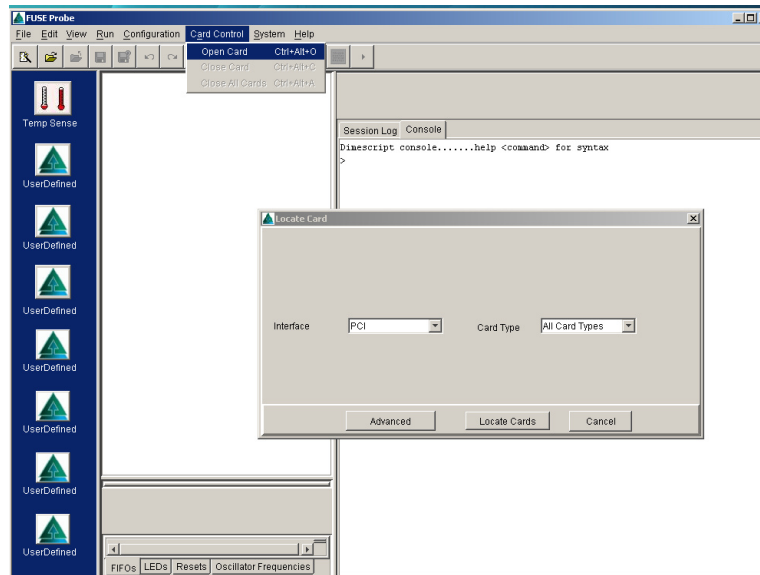 FUSE Probe
File Edit View Run Configuration Card Control System Help
Open Card Ctrl+Alt+O
Close Card Ctrl+Alt+C
Close All Cards Ctrl+Alt+A
Temp Sense
UserDefined
UserDefined
UserDefined
UserDefined
UserDefined
UserDefined
UserDefined
Session Log Console
Dimescript console.......help <command> for syntax
>
Locate Card
Interface PCI Card Type All Card Types
Advanced Locate Cards Cancel
FIFOs LEDs Resets Oscillator Frequencies